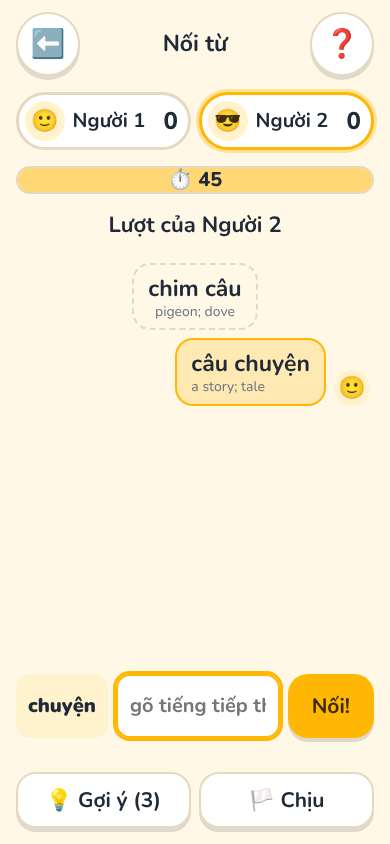 Nối từ
Người 1 0
Người 2 0
45
Lượt của Người 2
chim câu
pigeon; dove
câu chuyện
a story; tale
chuyện
gõ tiếng tiếp
Nối!
Gợi ý (3)
Chịu